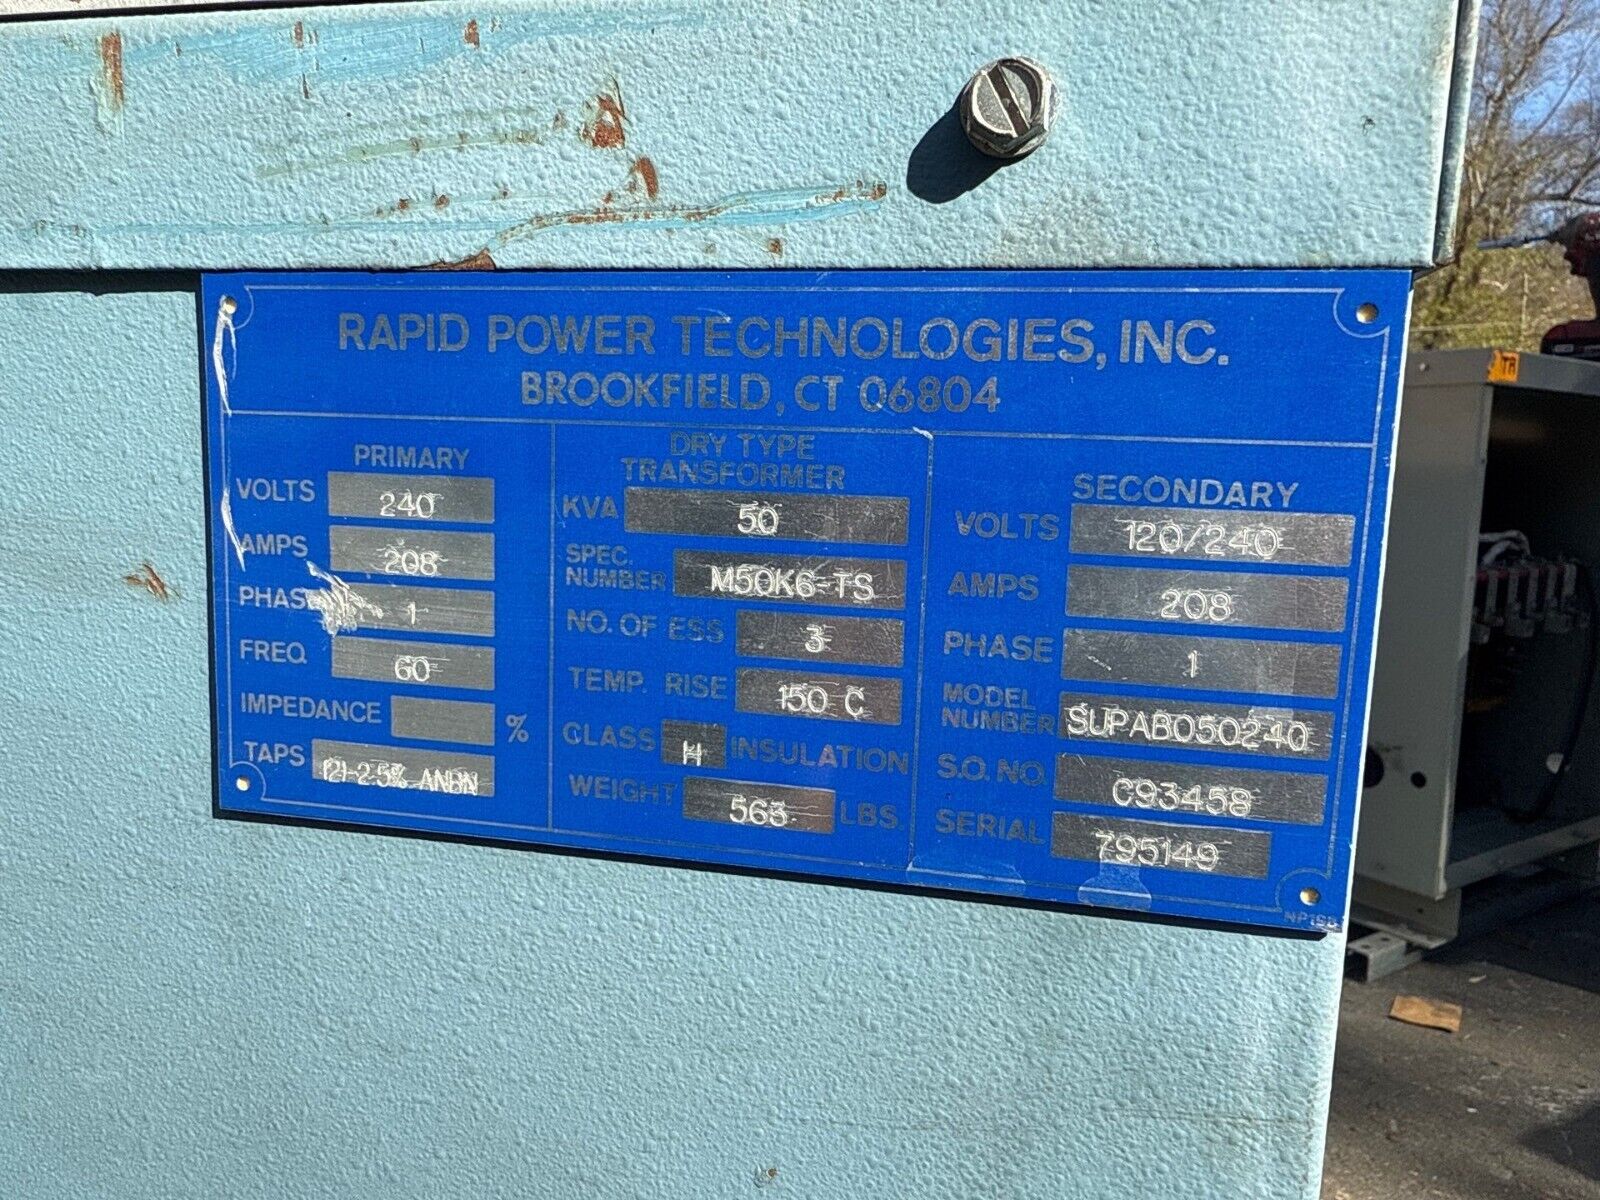 RAPID POWER TECHNOLOGIES, INC.
BROOKFIELD, CT 06804
PRIMARY
VOLTS 240
AMPS 208
PHASE 1
FREQ. 60
IMPEDANCE %
TAPS (2)-2.5% ANBN
DRY TYPE
TRANSFORMER
KVA 50
SPEC.
NUMBER M50K6-TS
NO. OF ESS 3
TEMP. RISE 150 C
CLASS H INSULATION
WEIGHT 563 LBS.
SECONDARY
VOLTS 120/240
AMPS 208
PHASE 1
MODEL
NUMBER SUPAB050240
S.O. NO. C93458
SERIAL 795149
TR